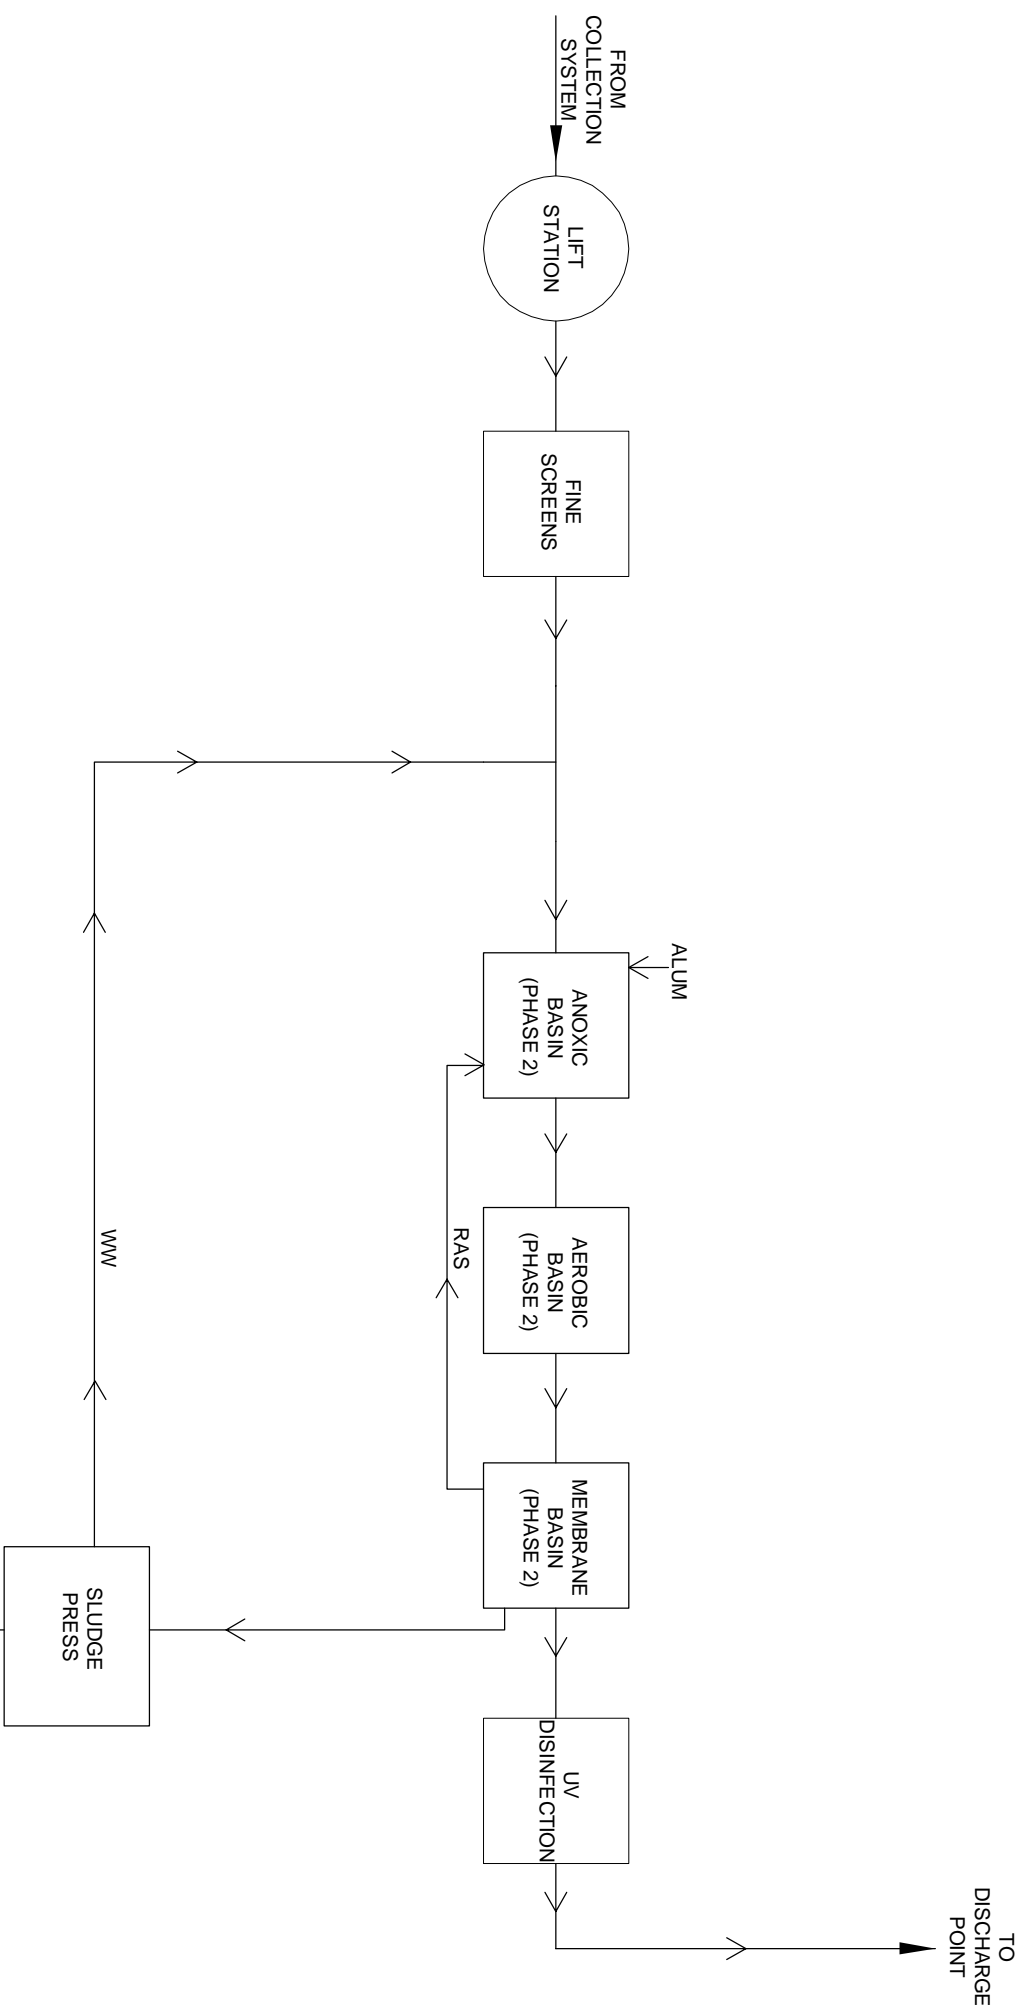 FROM
COLLECTION
SYSTEM
LIFT
STATION
FINE
SCREENS
ALUM
ANOXIC
BASIN
(PHASE 2)
AEROBIC
BASIN
(PHASE 2)
RAS
MEMBRANE
BASIN
(PHASE 2)
UV
DISINFECTION
TO
DISCHARGE
POINT
WW
SLUDGE
PRESS